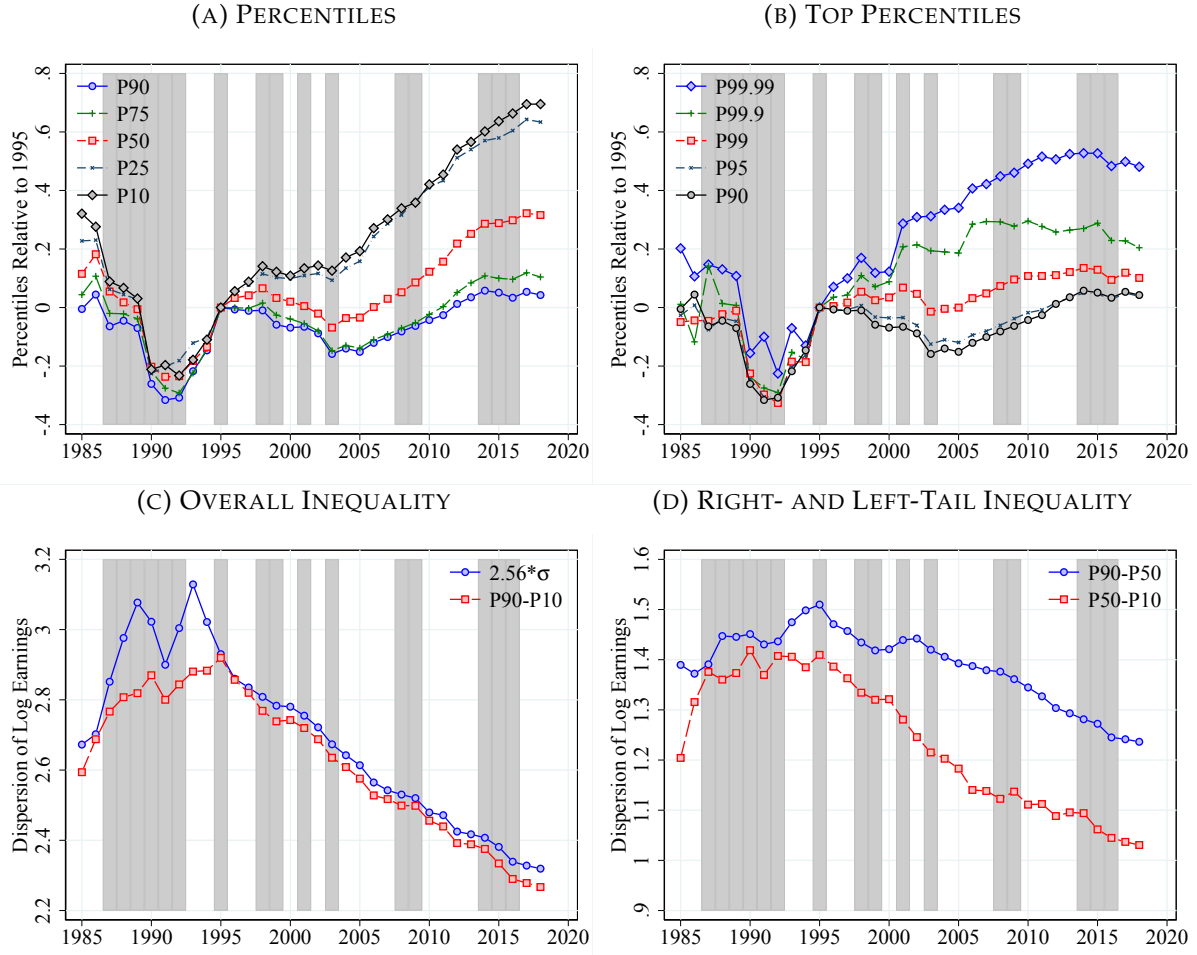 (A) PERCENTILES
Percentiles Relative to 1995
.8
.6
.4
.2
0
-.2
-.4
P90
P75
P50
P25
P10
1985 1990 1995 2000 2005 2010 2015 2020
(B) TOP PERCENTILES
Percentiles Relative to 1995
.8
.6
.4
.2
0
-.2
-.4
P99.99
P99.9
P99
P95
P90
1985 1990 1995 2000 2005 2010 2015 2020
(C) OVERALL INEQUALITY
Dispersion of Log Earnings
3.2
3
2.8
2.6
2.4
2.2
2.56*σ
P90-P10
1985 1990 1995 2000 2005 2010 2015 2020
(D) RIGHT- AND LEFT-TAIL INEQUALITY
Dispersion of Log Earnings
1.6
1.5
1.4
1.3
1.2
1.1
1
.9
P90-P50
P50-P10
1985 1990 1995 2000 2005 2010 2015 2020